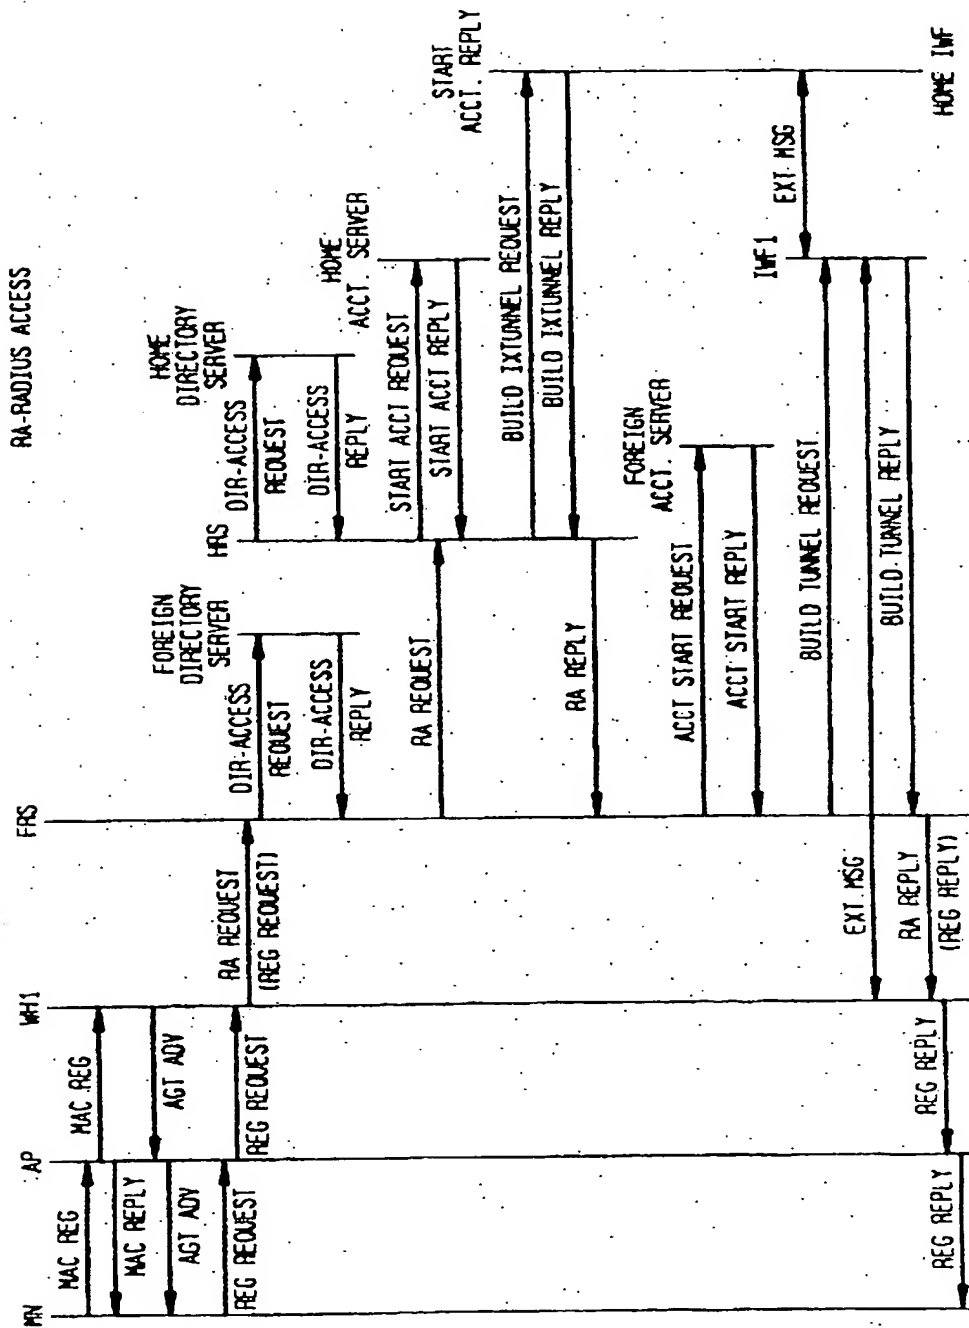 RA-RADIUS ACCESS
MN
AP
WH1
FRS
FOREIGN
DIRECTORY
SERVER
HRS
HOME
DIRECTORY
SERVER
HOME
ACCT. SERVER
START
ACCT. REPLY
MAC REG
MAC REG
MAC REPLY
AGT ADV
AGT ADV
REG REQUEST
REG REQUEST
RA REQUEST
(REG REQUEST)
DIR-ACCESS
REQUEST
DIR-ACCESS
REPLY
DIR-ACCESS
REQUEST
DIR-ACCESS
REPLY
RA REQUEST
START ACCT REQUEST
START ACCT REPLY
BUILD IXTUNNEL REQUEST
BUILD IXTUNNEL REPLY
RA REPLY
FOREIGN
ACCT. SERVER
ACCT START REQUEST
ACCT START REPLY
IWF1
EXT MSG
BUILD TUNNEL REQUEST
EXT MSG
BUILD TUNNEL REPLY
RA REPLY
(REG REPLY)
REG REPLY
REG REPLY
HOME IWF